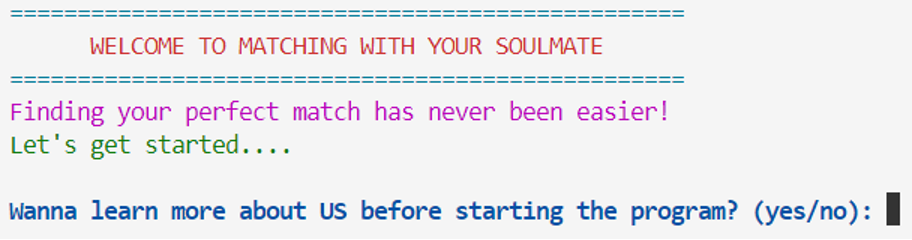 ==================================================
WELCOME TO MATCHING WITH YOUR SOULMATE
==================================================
Finding your perfect match has never been easier!
Let's get started....
Wanna learn more about US before starting the program? (yes/no):